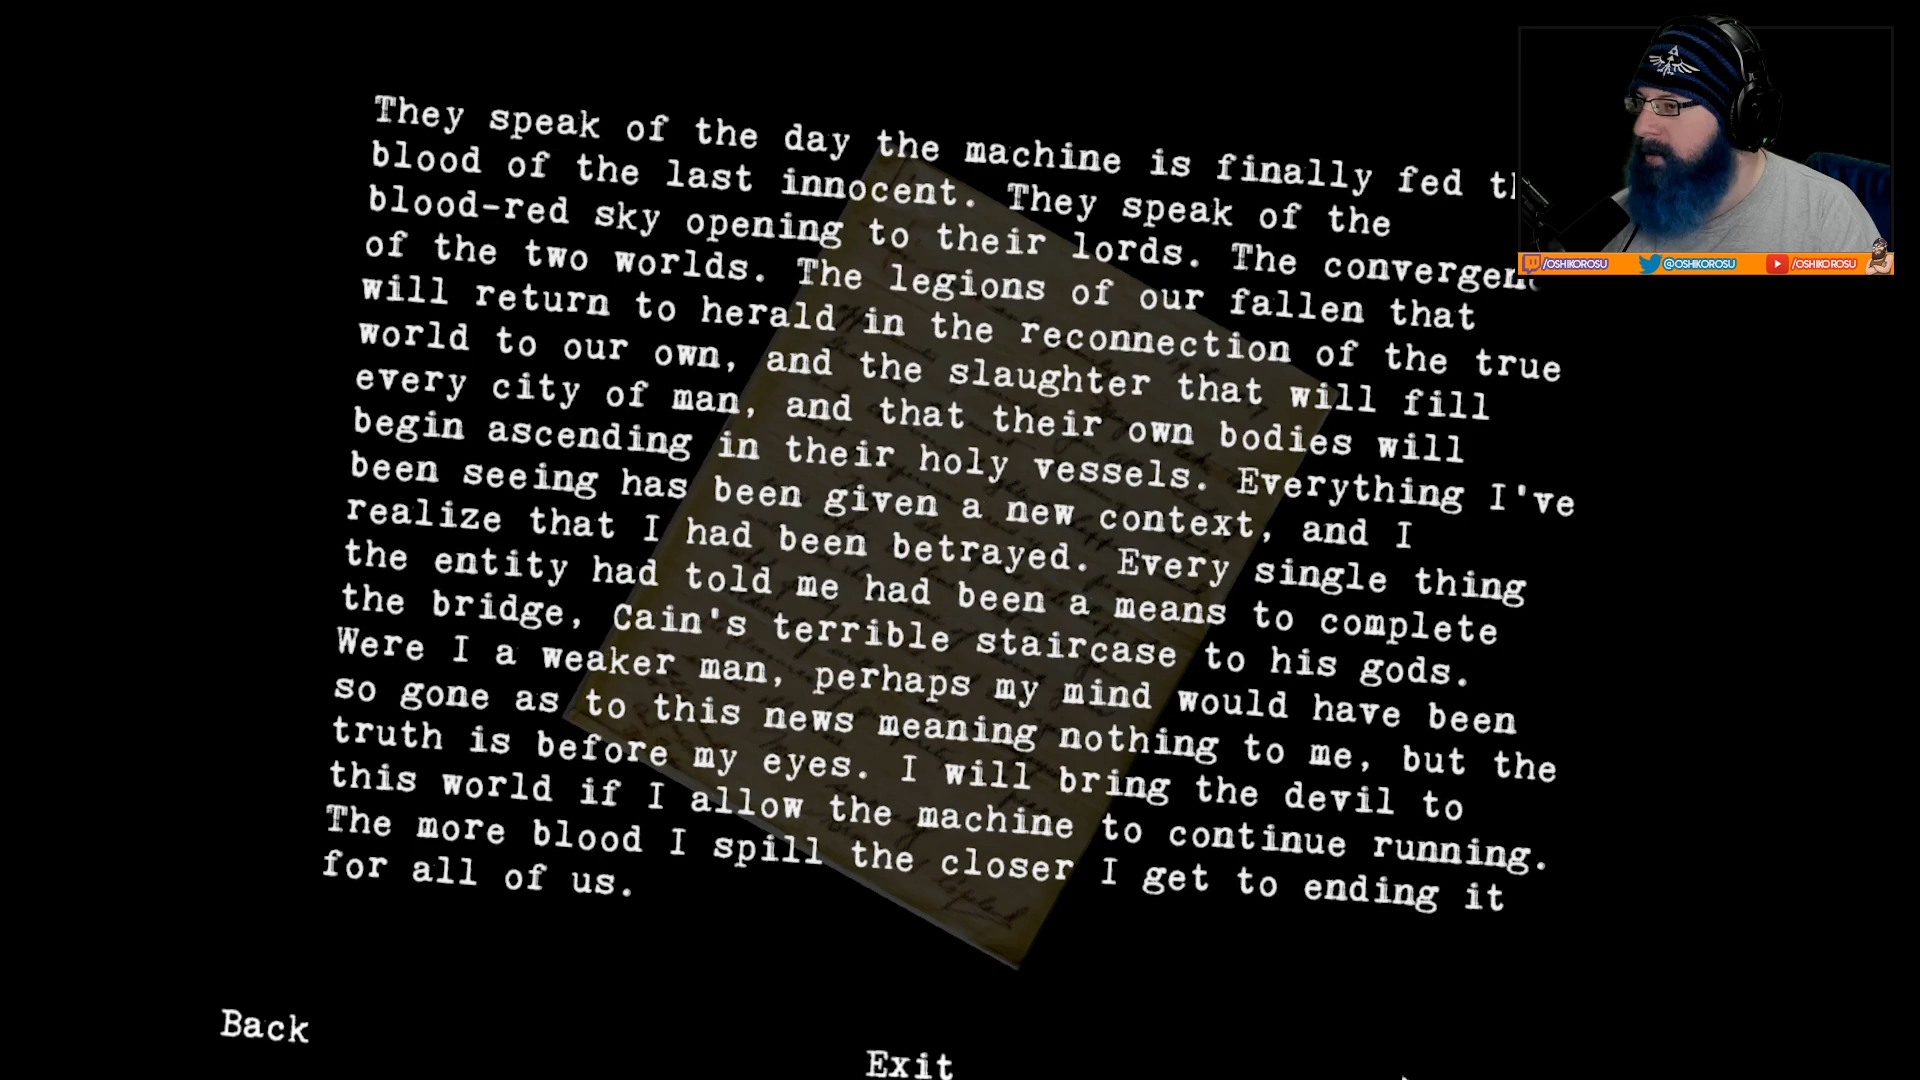 They speak of the day the machine is finally fed
blood of the last innocent. They speak of the
blood-red sky opening to their lords. The
of the two worlds. The legions of our fallen that
will return to herald in the reconnection of the true
world to our own, and the slaughter that will fill
every city of man, and that their own bodies will
begin ascending in their holy vessels. Everything I've
been seeing has been given a new context, and I
realize that I had been betrayed. Every single thing
the entity had told me had been a means to complete
the bridge, Cain's terrible staircase to his gods.
Were I a weaker man, perhaps my mind would have been
so gone as to this news meaning nothing to me, but the
truth is before my eyes. I will bring the devil to
this world if I allow the machine to continue running.
The more blood I spill the closer I get to ending it
for all of us.
Back
Exit
/OSHIKOROSU @OSHIKOROSU /OSHIKOROSU